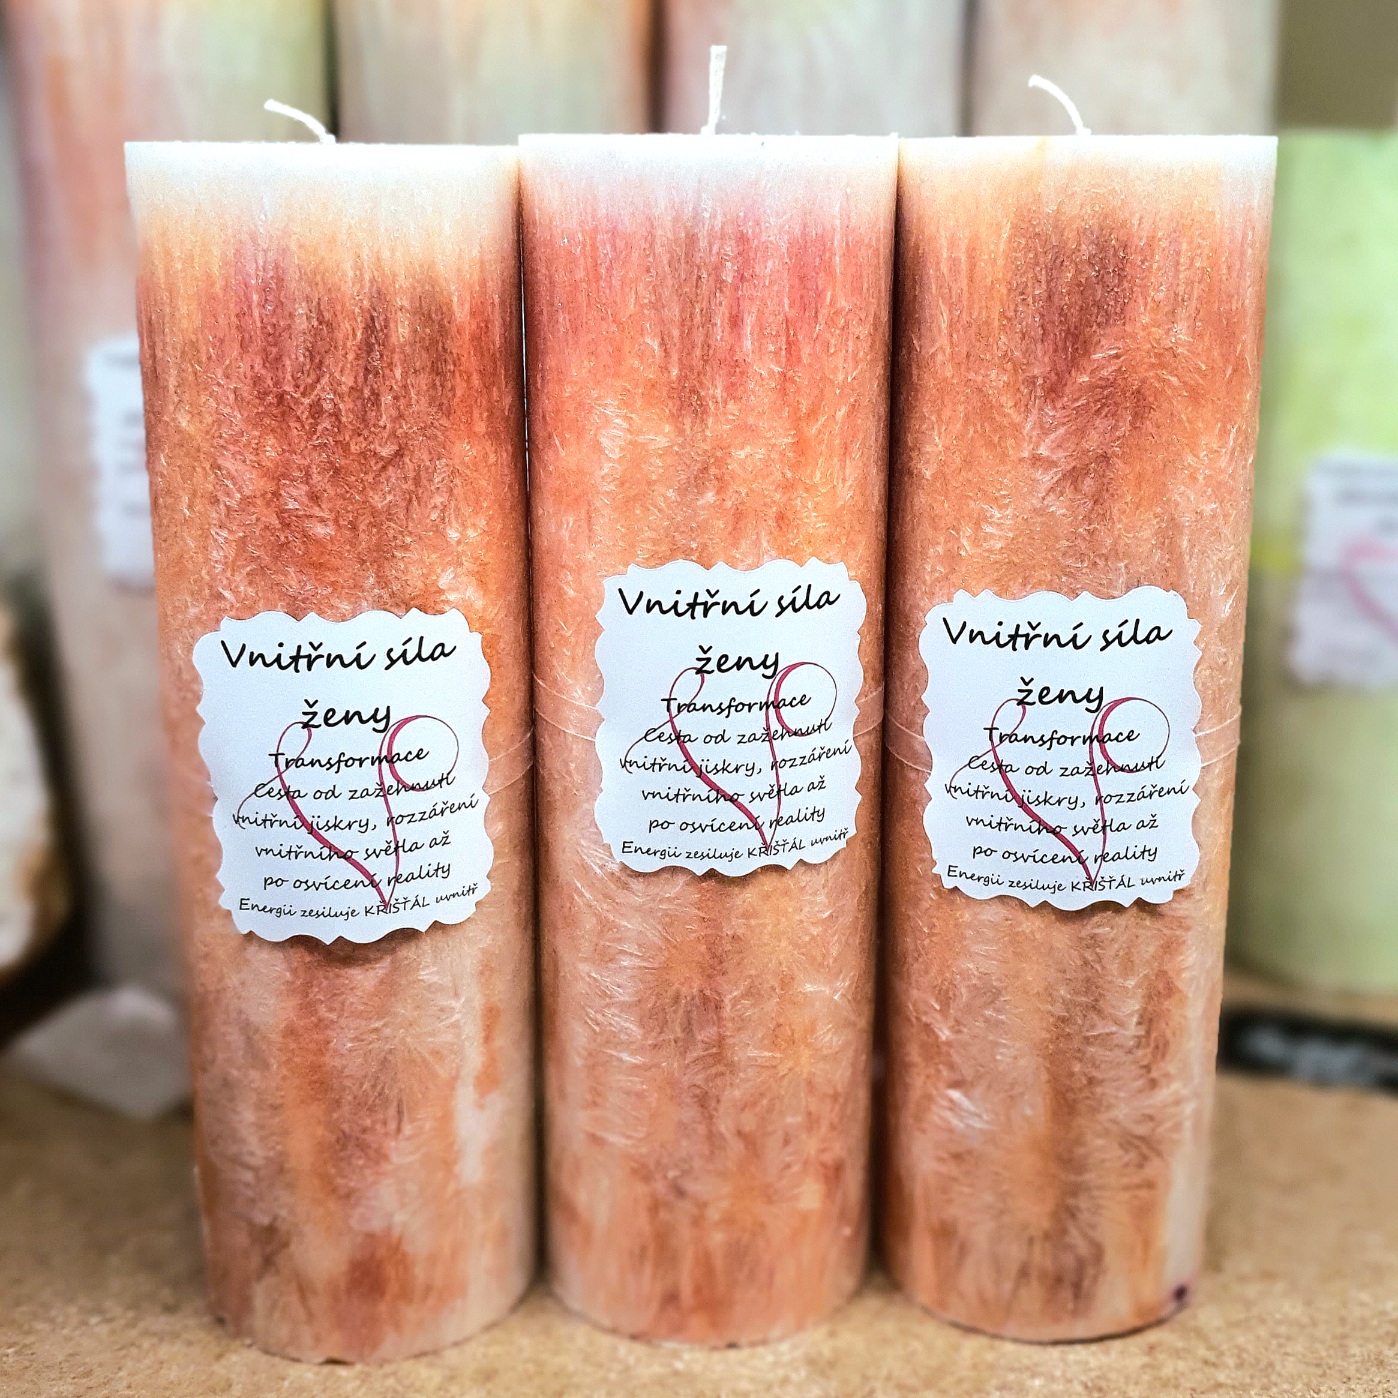 Vnitřní síla
ženy
Transformace
Cesta od zažehnutí
vnitřní jiskry, rozzáření
vnitřního světla až
po osvícení reality
Energii zesiluje KŘIŠŤÁL uvnitř
Vnitřní síla
ženy
Transformace
Cesta od zažehnutí
vnitřní jiskry, rozzáření
vnitřního světla až
po osvícení reality
Energii zesiluje KŘIŠŤÁL uvnitř
Vnitřní síla
ženy
Transformace
Cesta od zažehnutí
vnitřní jiskry, rozzáření
vnitřního světla až
po osvícení reality
Energii zesiluje KŘIŠŤÁL uvnitř